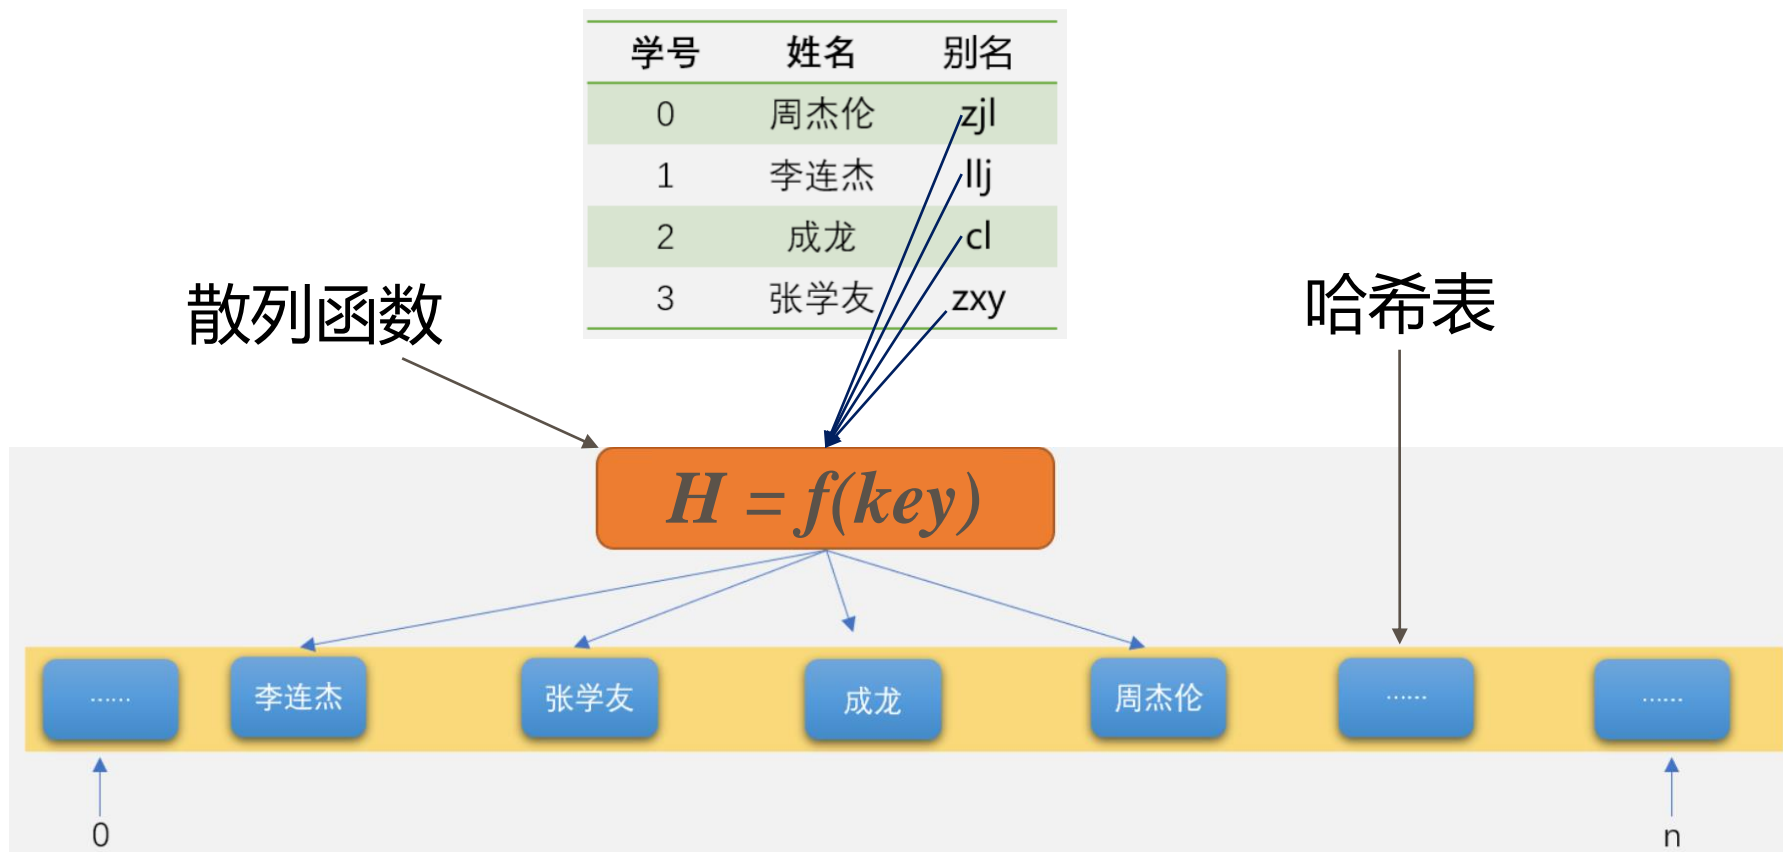 学号 姓名 别名
0 周杰伦 zjl
1 李连杰 llj
2 成龙 cl
3 张学友 zxy
散列函数
哈希表
H = f(key)
...... 李连杰 张学友 成龙 周杰伦 ...... ......
0 n